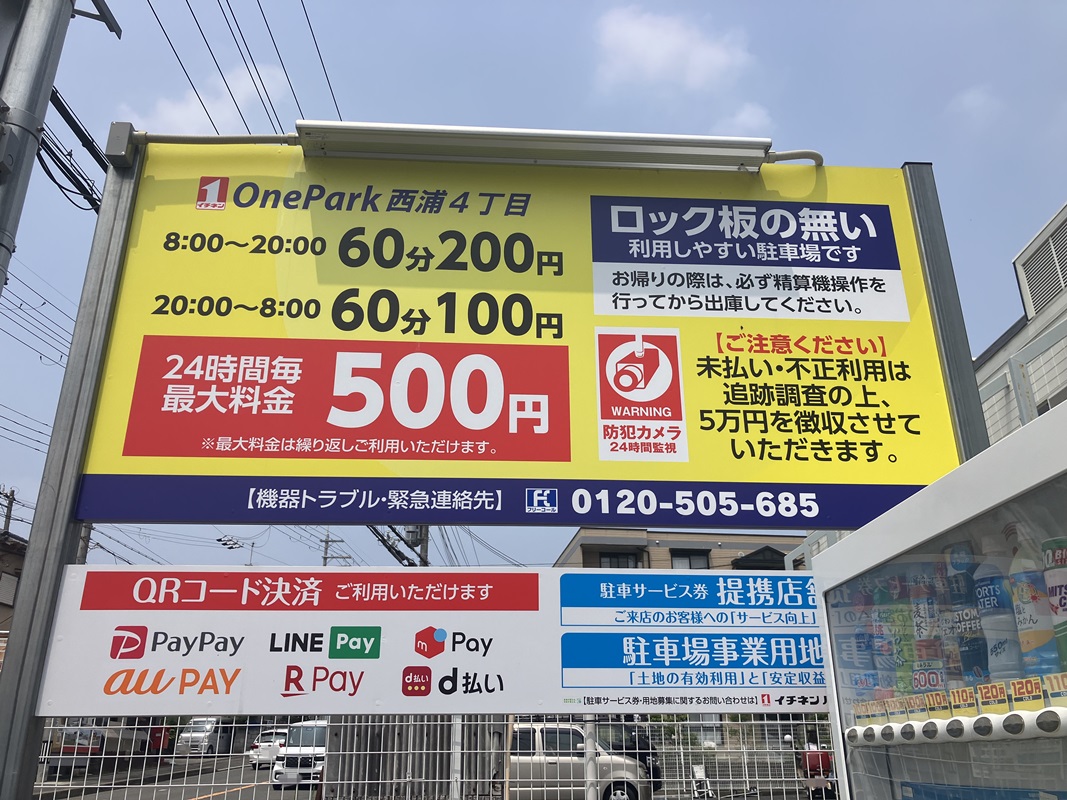 1 イチネン OnePark 西浦4丁目
8:00〜20:00 60分200円
20:00〜8:00 60分100円
24時間毎
最大料金 500円
※最大料金は繰り返しご利用いただけます。
ロック板の無い
利用しやすい駐車場です
お帰りの際は、必ず精算機操作を
行ってから出庫してください。
WARNING
防犯カメラ
24時間監視
【ご注意ください】
未払い・不正利用は
追跡調査の上、
5万円を徴収させて
いただきます。
【機器トラブル・緊急連絡先】 フリーコール 0120-505-685
QRコード決済 ご利用いただけます
PayPay LINE Pay m Pay
au PAY R Pay d払い d払い
駐車サービス券 提携店舗
ご来店のお客様への「サービス向上」
駐車場事業用地
「土地の有効利用」と「安定収益
【駐車サービス券・用地募集に関するお問い合わせは】 1 イチネン
110 120 120 110